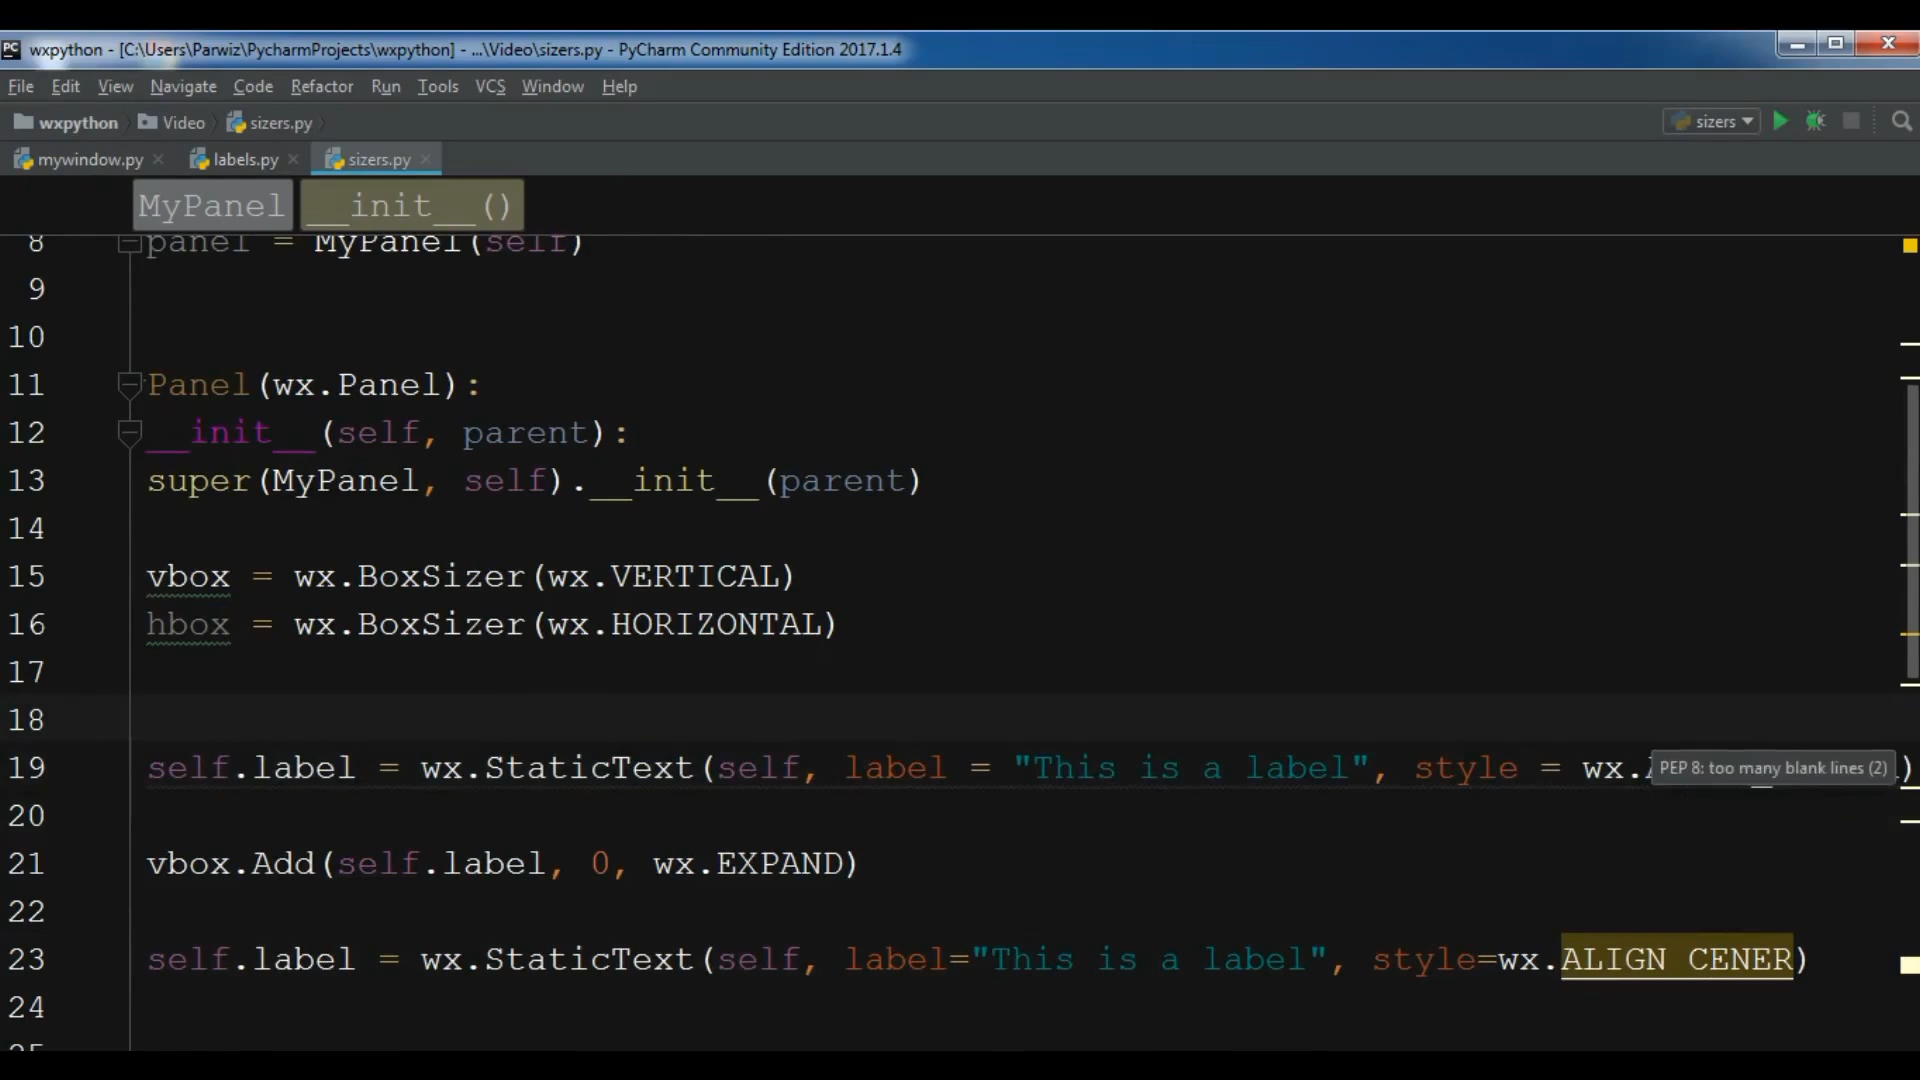 wxpython - [C:\Users\Parwiz\PycharmProjects\wxpython] - ...\Video\sizers.py - PyCharm Community Edition 2017.1.4
File Edit View Navigate Code Refactor Run Tools VCS Window Help
wxpython Video sizers.py sizers
mywindow.py labels.py sizers.py
MyPanel __init__()
8 panel = MyPanel(self)
9
10
11 Panel(wx.Panel):
12 __init__(self, parent):
13 super(MyPanel, self).__init__(parent)
14
15 vbox = wx.BoxSizer(wx.VERTICAL)
16 hbox = wx.BoxSizer(wx.HORIZONTAL)
17
18
19 self.label = wx.StaticText(self, label = "This is a label", style = wx. )
PEP 8: too many blank lines (2)
20
21 vbox.Add(self.label, 0, wx.EXPAND)
22
23 self.label = wx.StaticText(self, label="This is a label", style=wx.ALIGN_CENER)
24
25